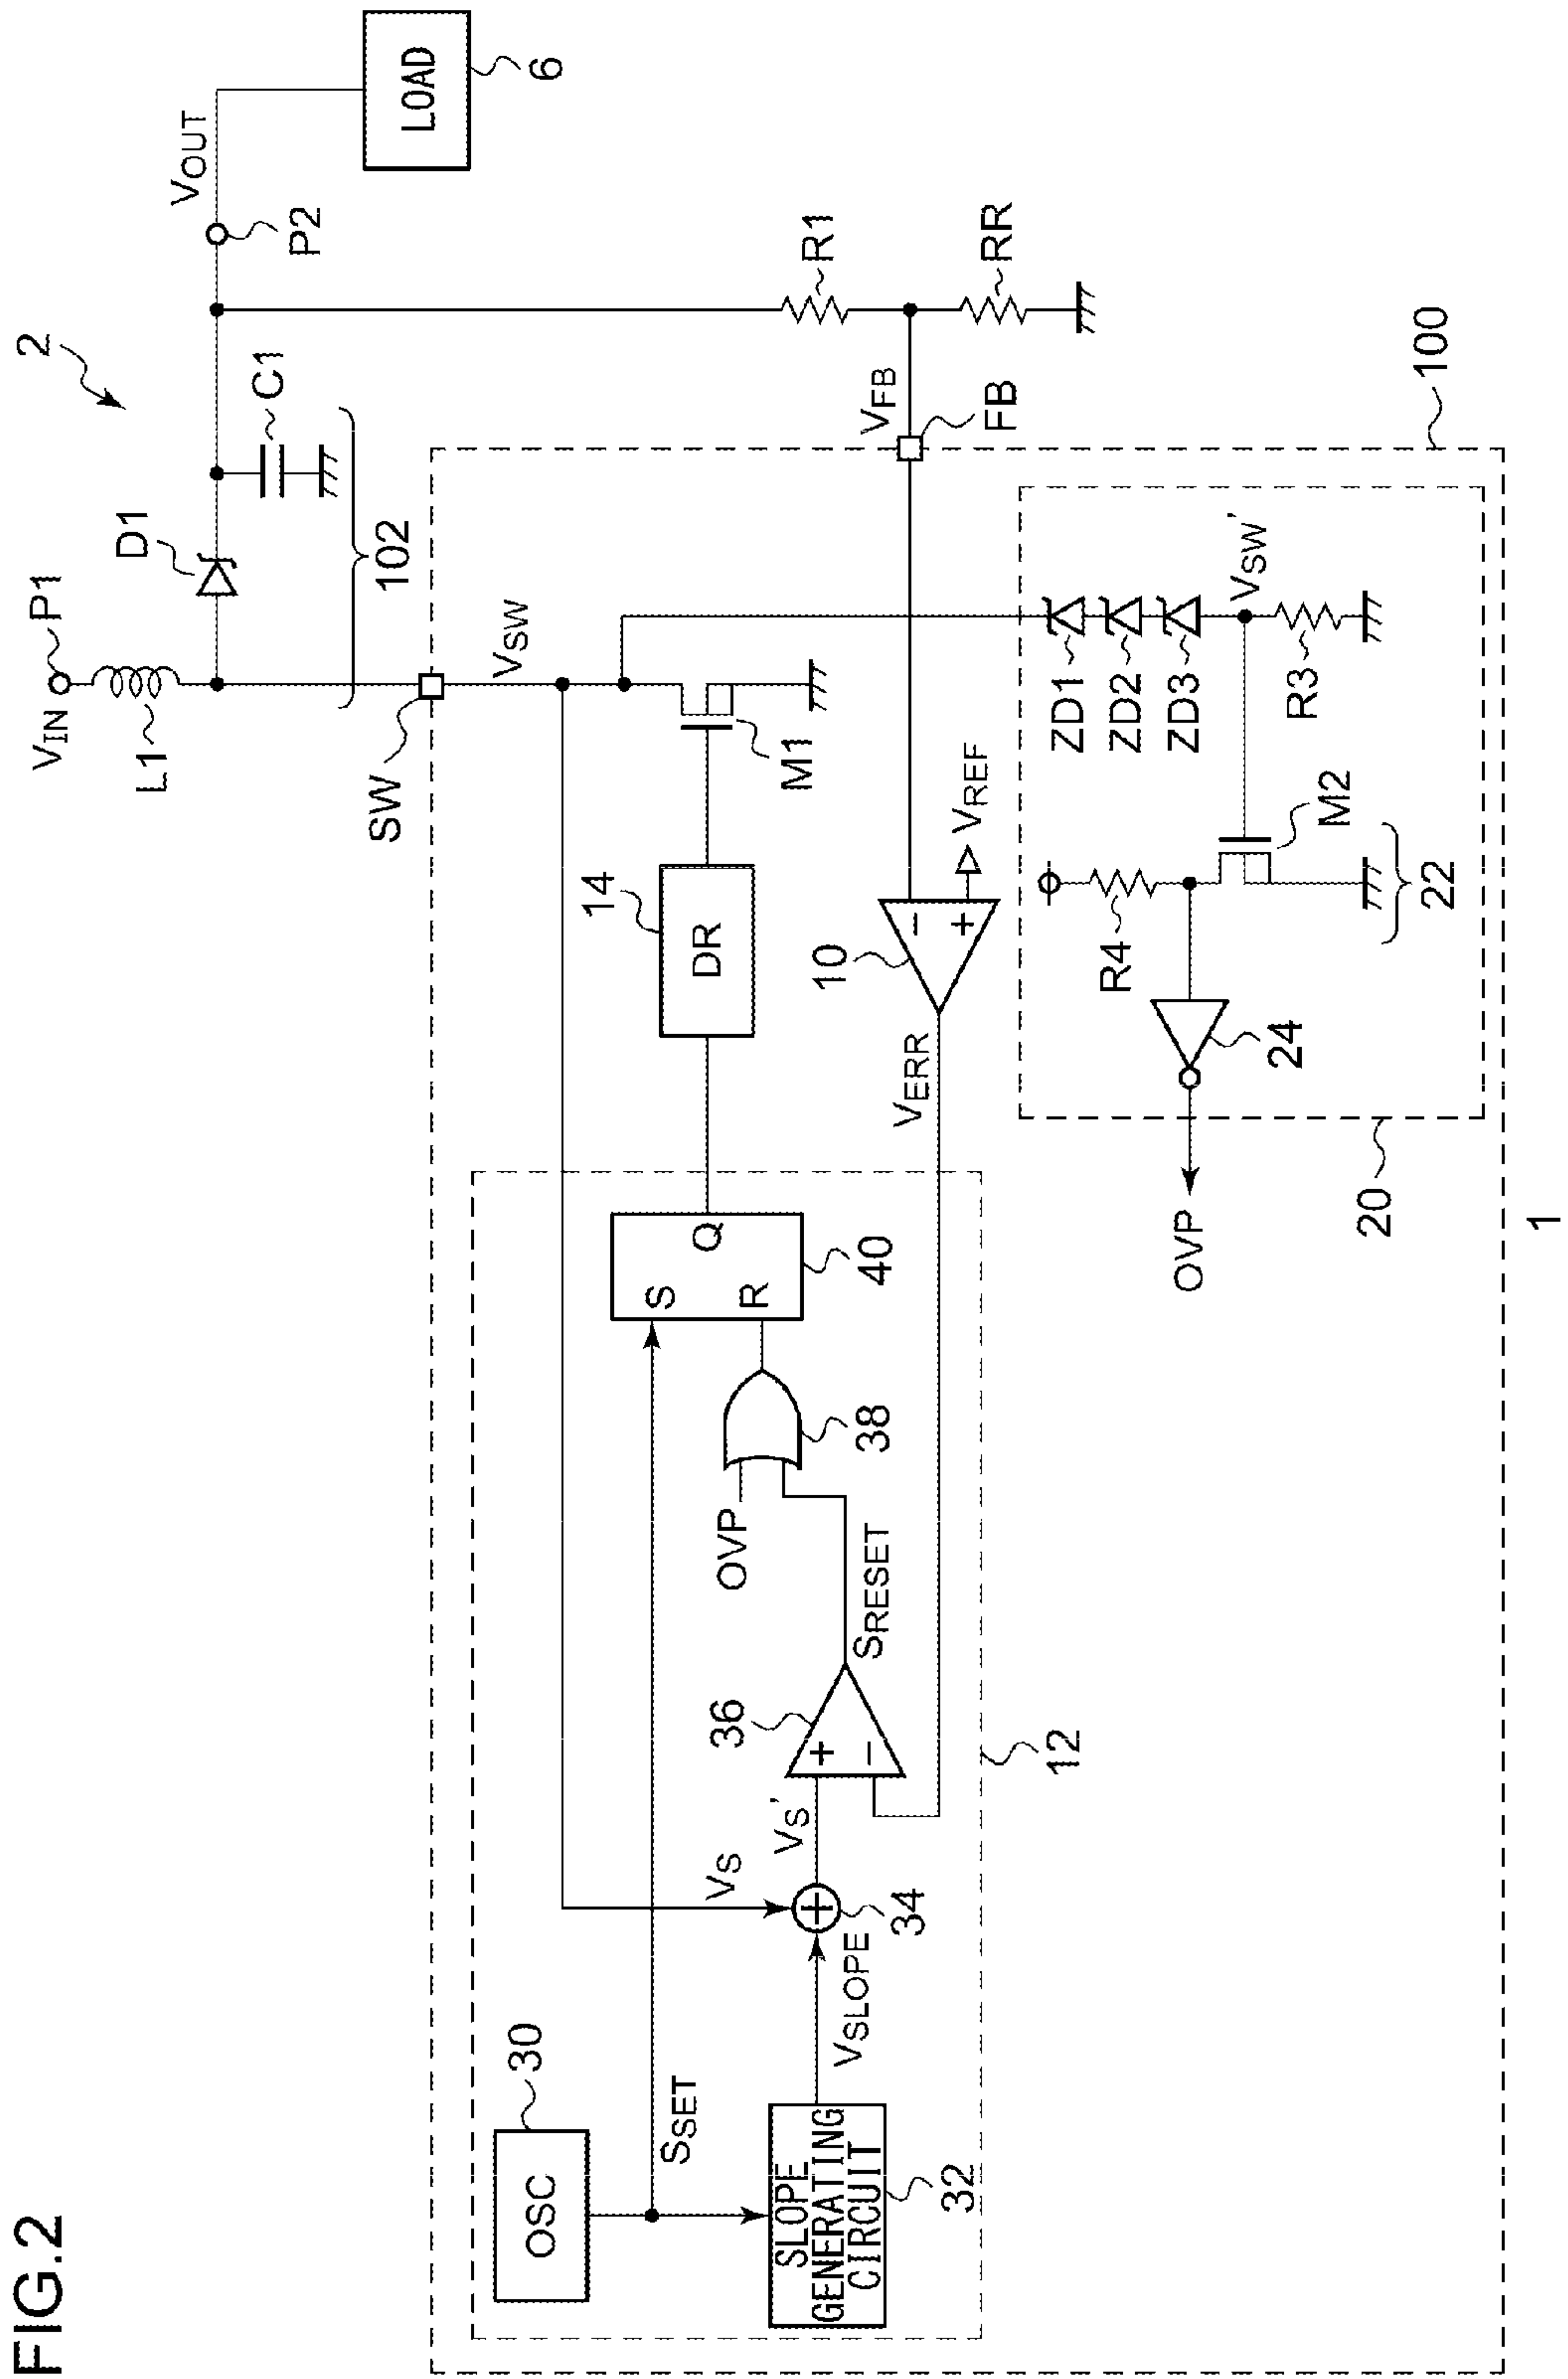 FIG.2
VIN
P1
L1
D1
C1
102
2
VOUT
P2
LOAD
6
SW
VSW
M1
14
DR
R1
RR
VFB
FB
100
10
VREF
VERR
ZD1
ZD2
ZD3
VSW'
R3
R4
M2
22
24
OVP
20
1
30
OSC
SSET
SLOPE
GENERATING
CIRCUIT
32
VSLOPE
34
VS
VS'
36
SRESET
OVP
38
S
R
Q
40
12